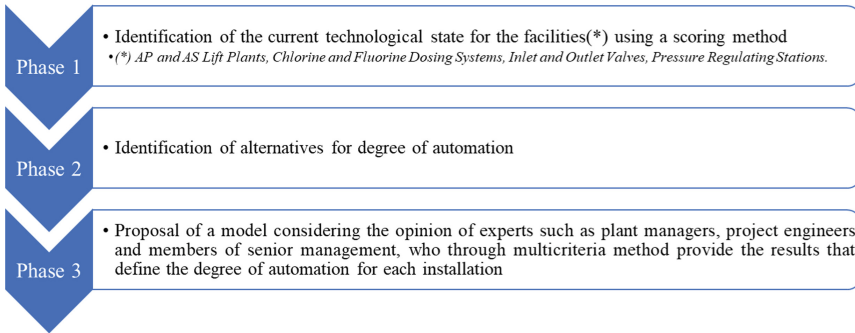 Phase 1
• Identification of the current technological state for the facilities(*) using a scoring method
•(*) AP and AS Lift Plants, Chlorine and Fluorine Dosing Systems, Inlet and Outlet Valves, Pressure Regulating Stations.
Phase 2
• Identification of alternatives for degree of automation
Phase 3
• Proposal of a model considering the opinion of experts such as plant managers, project engineers
and members of senior management, who through multicriteria method provide the results that
define the degree of automation for each installation